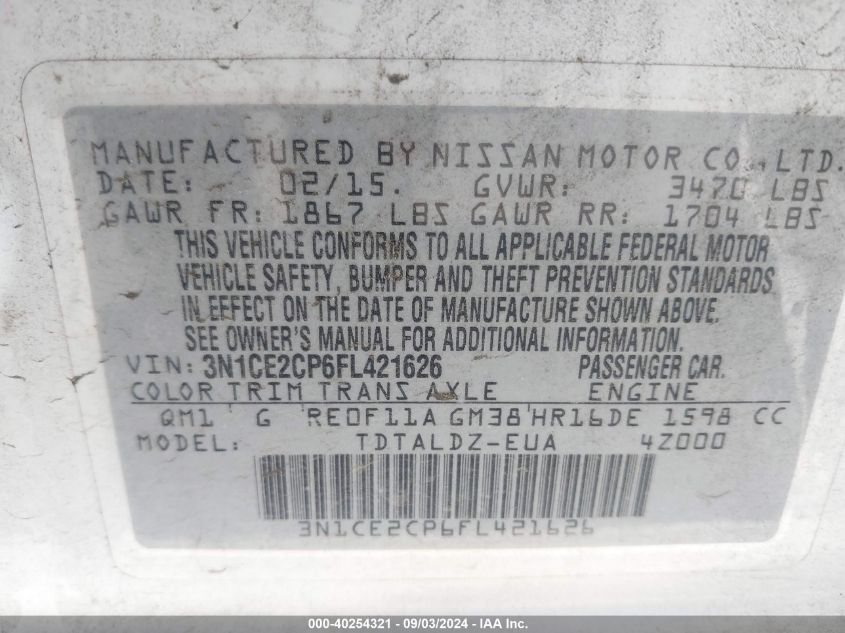 MANUFACTURED BY NISSAN MOTOR CO., LTD.
DATE: 02/15. GVWR: 3470 LBS
GAWR FR: 1867 LBS GAWR RR: 1704 LBS
THIS VEHICLE CONFORMS TO ALL APPLICABLE FEDERAL MOTOR
VEHICLE SAFETY, BUMPER AND THEFT PREVENTION STANDARDS
IN EFFECT ON THE DATE OF MANUFACTURE SHOWN ABOVE.
SEE OWNER'S MANUAL FOR ADDITIONAL INFORMATION.
VIN: 3N1CE2CP6FL421626 PASSENGER CAR.
COLOR TRIM TRANS AXLE ENGINE
QM1 G RE0F11A GM38 HR16DE 1598 CC
MODEL: TDTALDZ-EUA 4Z000
3N1CE2CP6FL421626
000-40254321 - 09/03/2024 - IAA Inc.